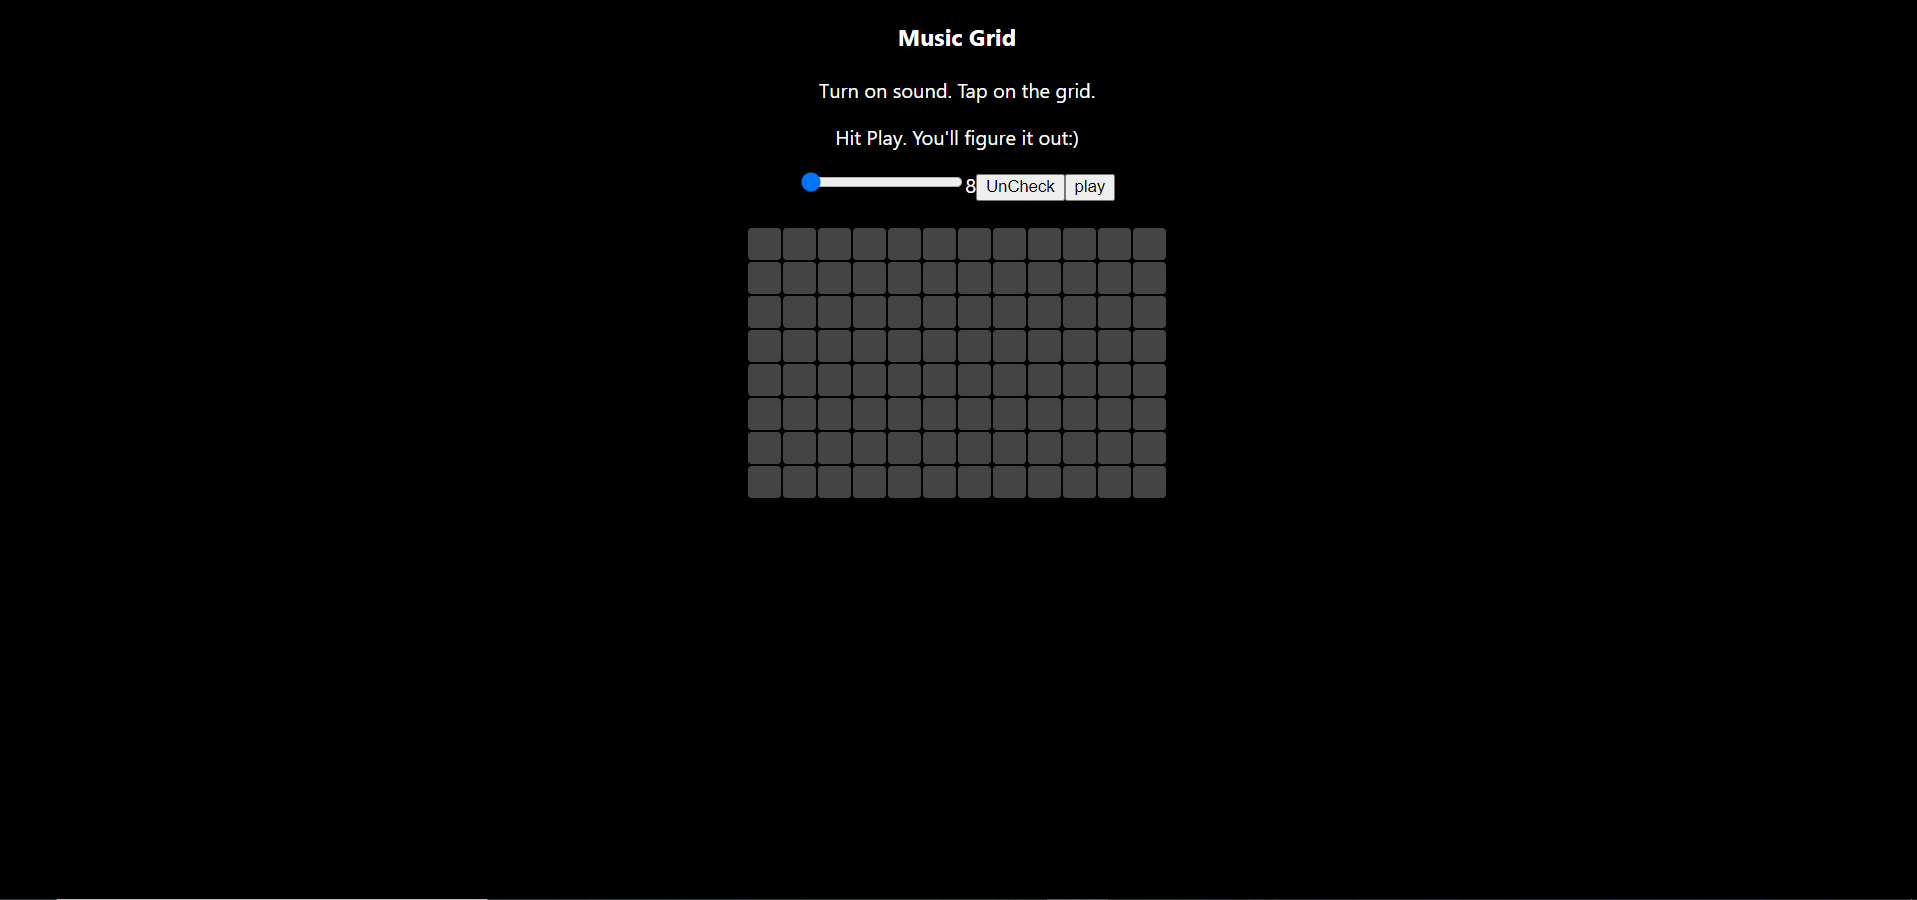 Music Grid
Turn on sound. Tap on the grid.
Hit Play. You'll figure it out:)
8 UnCheck play